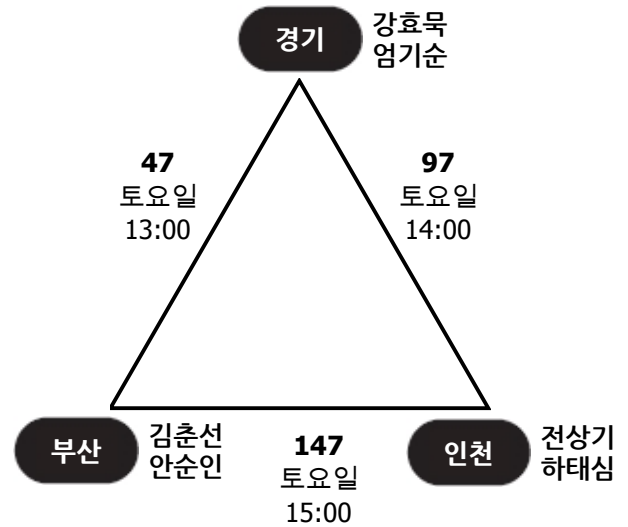 경기
강효묵
엄기순
47
토요일
13:00
97
토요일
14:00
부산
김춘선
안순인
147
토요일
15:00
인천
전상기
하태심